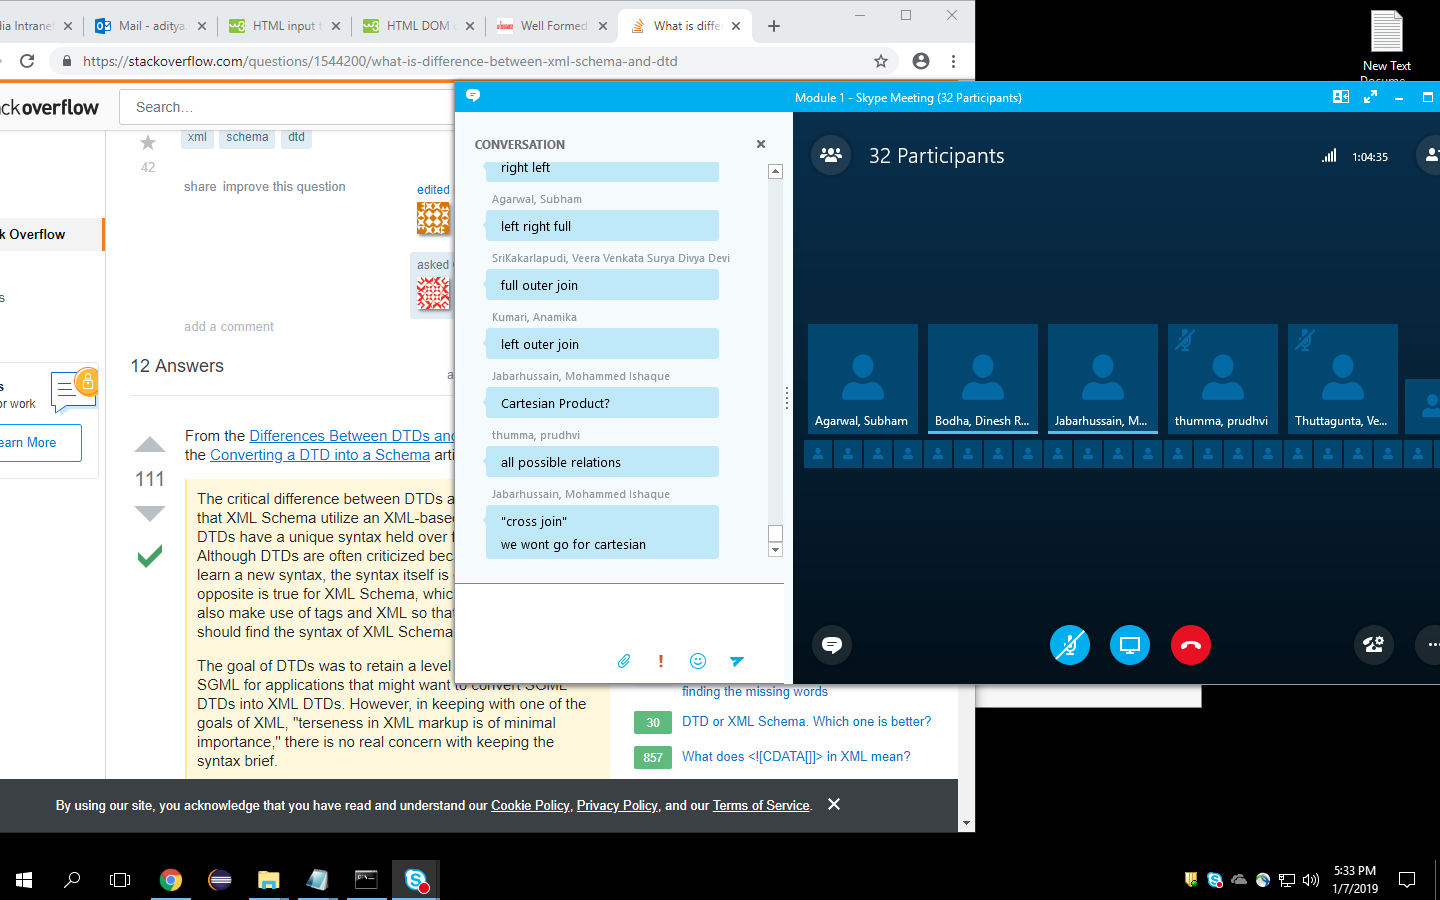 dia Intranet
Mail - aditya.
HTML input t
HTML DOM
Well Formed
What is diffe
https://stackoverflow.com/questions/1544200/what-is-difference-between-xml-schema-and-dtd
New Text
ckoverflow
Search...
xml schema dtd
42
share improve this question
edited
asked
add a comment
k Overflow
s
12 Answers
a
s
or work
earn More
From the Differences Between DTDs and
the Converting a DTD into a Schema arti
111
The critical difference between DTDs a
that XML Schema utilize an XML-based
DTDs have a unique syntax held over f
Although DTDs are often criticized bec
learn a new syntax, the syntax itself is
opposite is true for XML Schema, whic
also make use of tags and XML so that
should find the syntax of XML Schema
The goal of DTDs was to retain a level
SGML for applications that might want to convert SGML
DTDs into XML DTDs. However, in keeping with one of the
goals of XML, "terseness in XML markup is of minimal
importance," there is no real concern with keeping the
syntax brief.
finding the missing words
30 DTD or XML Schema. Which one is better?
857 What does <![CDATA[]]> in XML mean?
By using our site, you acknowledge that you have read and understand our Cookie Policy, Privacy Policy, and our Terms of Service.
Module 1 - Skype Meeting (32 Participants)
CONVERSATION
right left
Agarwal, Subham
left right full
SriKakarlapudi, Veera Venkata Surya Divya Devi
full outer join
Kumari, Anamika
left outer join
Jabarhussain, Mohammed Ishaque
Cartesian Product?
thumma, prudhvi
all possible relations
Jabarhussain, Mohammed Ishaque
"cross join"
we wont go for cartesian
32 Participants
1:04:35
Agarwal, Subham
Bodha, Dinesh R...
Jabarhussain, M...
thumma, prudhvi
Thuttagunta, Ve...
5:33 PM
1/7/2019